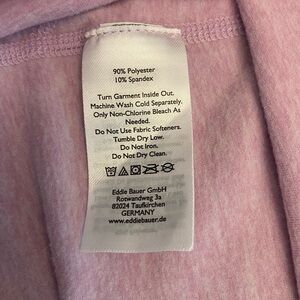 90% Polyester
10% Spandex
Turn Garment Inside Out.
Machine Wash Cold Separately.
Only Non-Chlorine Bleach As
Needed.
Do Not Use Fabric Softeners.
Tumble Dry Low.
Do Not Iron.
Do Not Dry Clean.
Eddie Bauer GmbH
Rotwandweg 3a
82024 Taufkirchen
GERMANY
www.eddiebauer.de